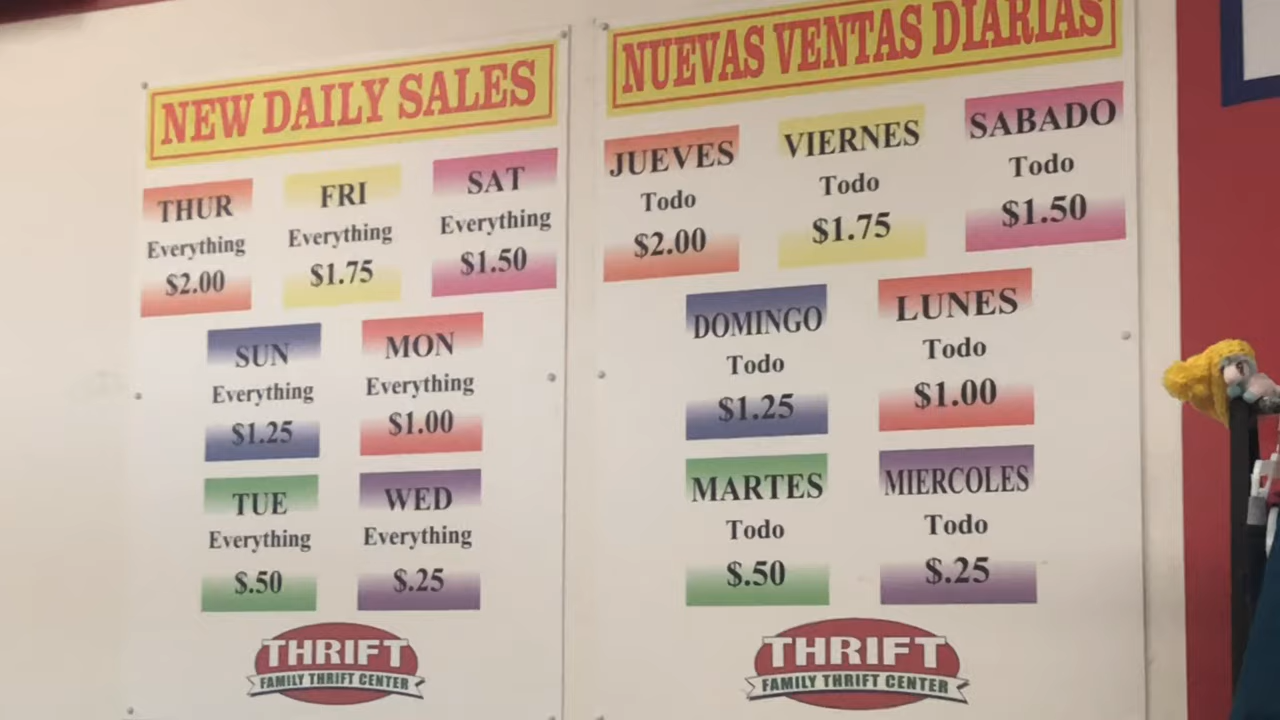 NEW DAILY SALES
THUR
Everything
$2.00
FRI
Everything
$1.75
SAT
Everything
$1.50
SUN
Everything
$1.25
MON
Everything
$1.00
TUE
Everything
$.50
WED
Everything
$.25
THRIFT
FAMILY THRIFT CENTER
NUEVAS VENTAS DIARIAS
JUEVES
Todo
$2.00
VIERNES
Todo
$1.75
SABADO
Todo
$1.50
DOMINGO
Todo
$1.25
LUNES
Todo
$1.00
MARTES
Todo
$.50
MIERCOLES
Todo
$.25
THRIFT
FAMILY THRIFT CENTER